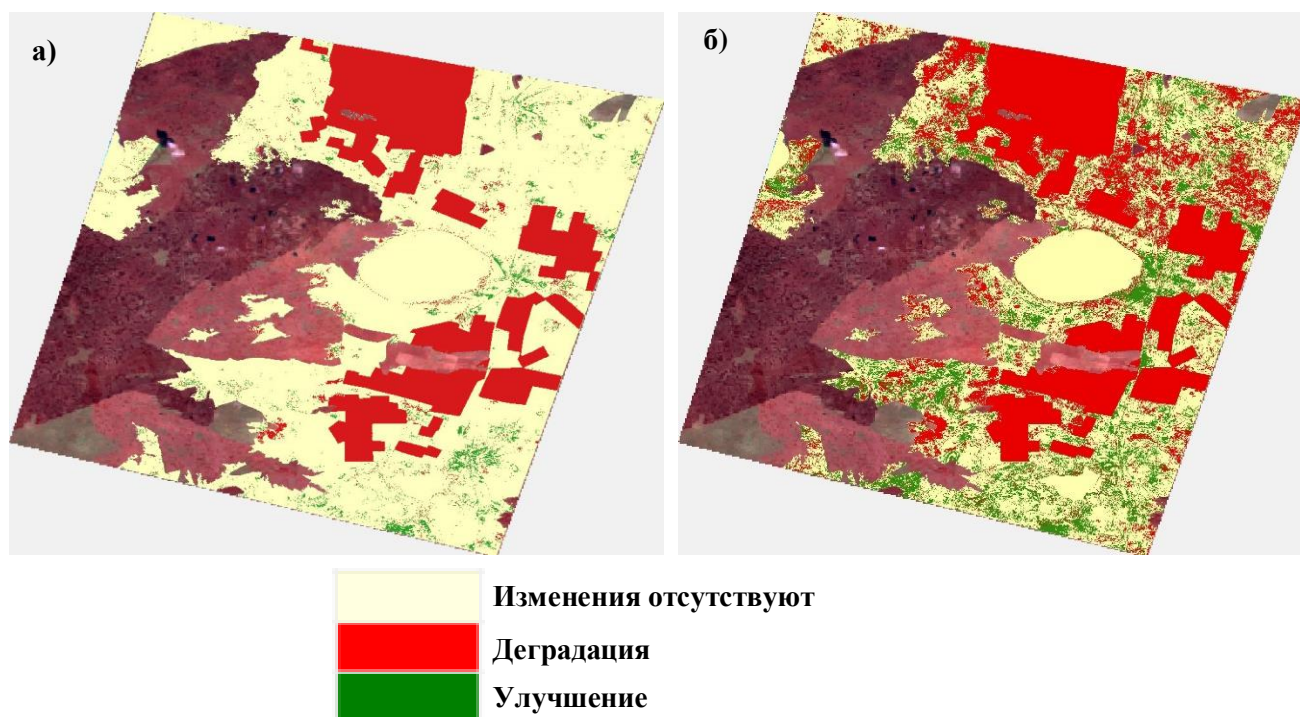 а)
б)
Изменения отсутствуют
Деградация
Улучшение